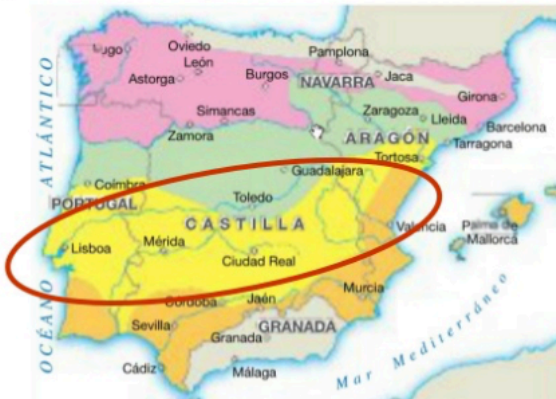 OCÉANO ATLÁNTICO
Lugo
Oviedo
León
Astorga
Burgos
Pamplona
NAVARRA
Jaca
Girona
Simancas
Zamora
Zaragoza
Lleida
Barcelona
ARAGÓN
Tarragona
Tortosa
Guadalajara
Coímbra
PORTUGAL
Toledo
CASTILLA
Valencia
Palma de
Mallorca
Lisboa
Mérida
Ciudad Real
Córdoba
Jaén
Murcia
Sevilla
GRANADA
Granada
Cádiz
Málaga
Mar Mediterráneo